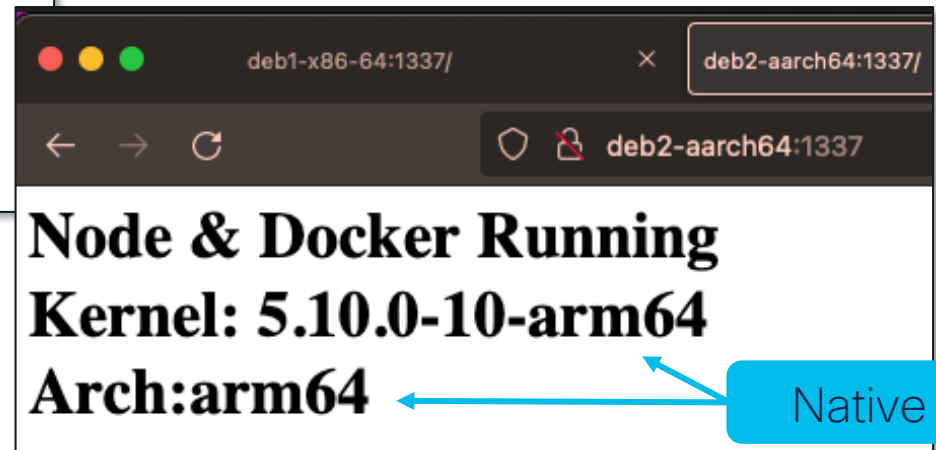 deb1-x86-64:1337/
deb2-aarch64:1337/
deb2-aarch64:1337
Node & Docker Running
Kernel: 5.10.0-10-arm64
Arch:arm64
Native